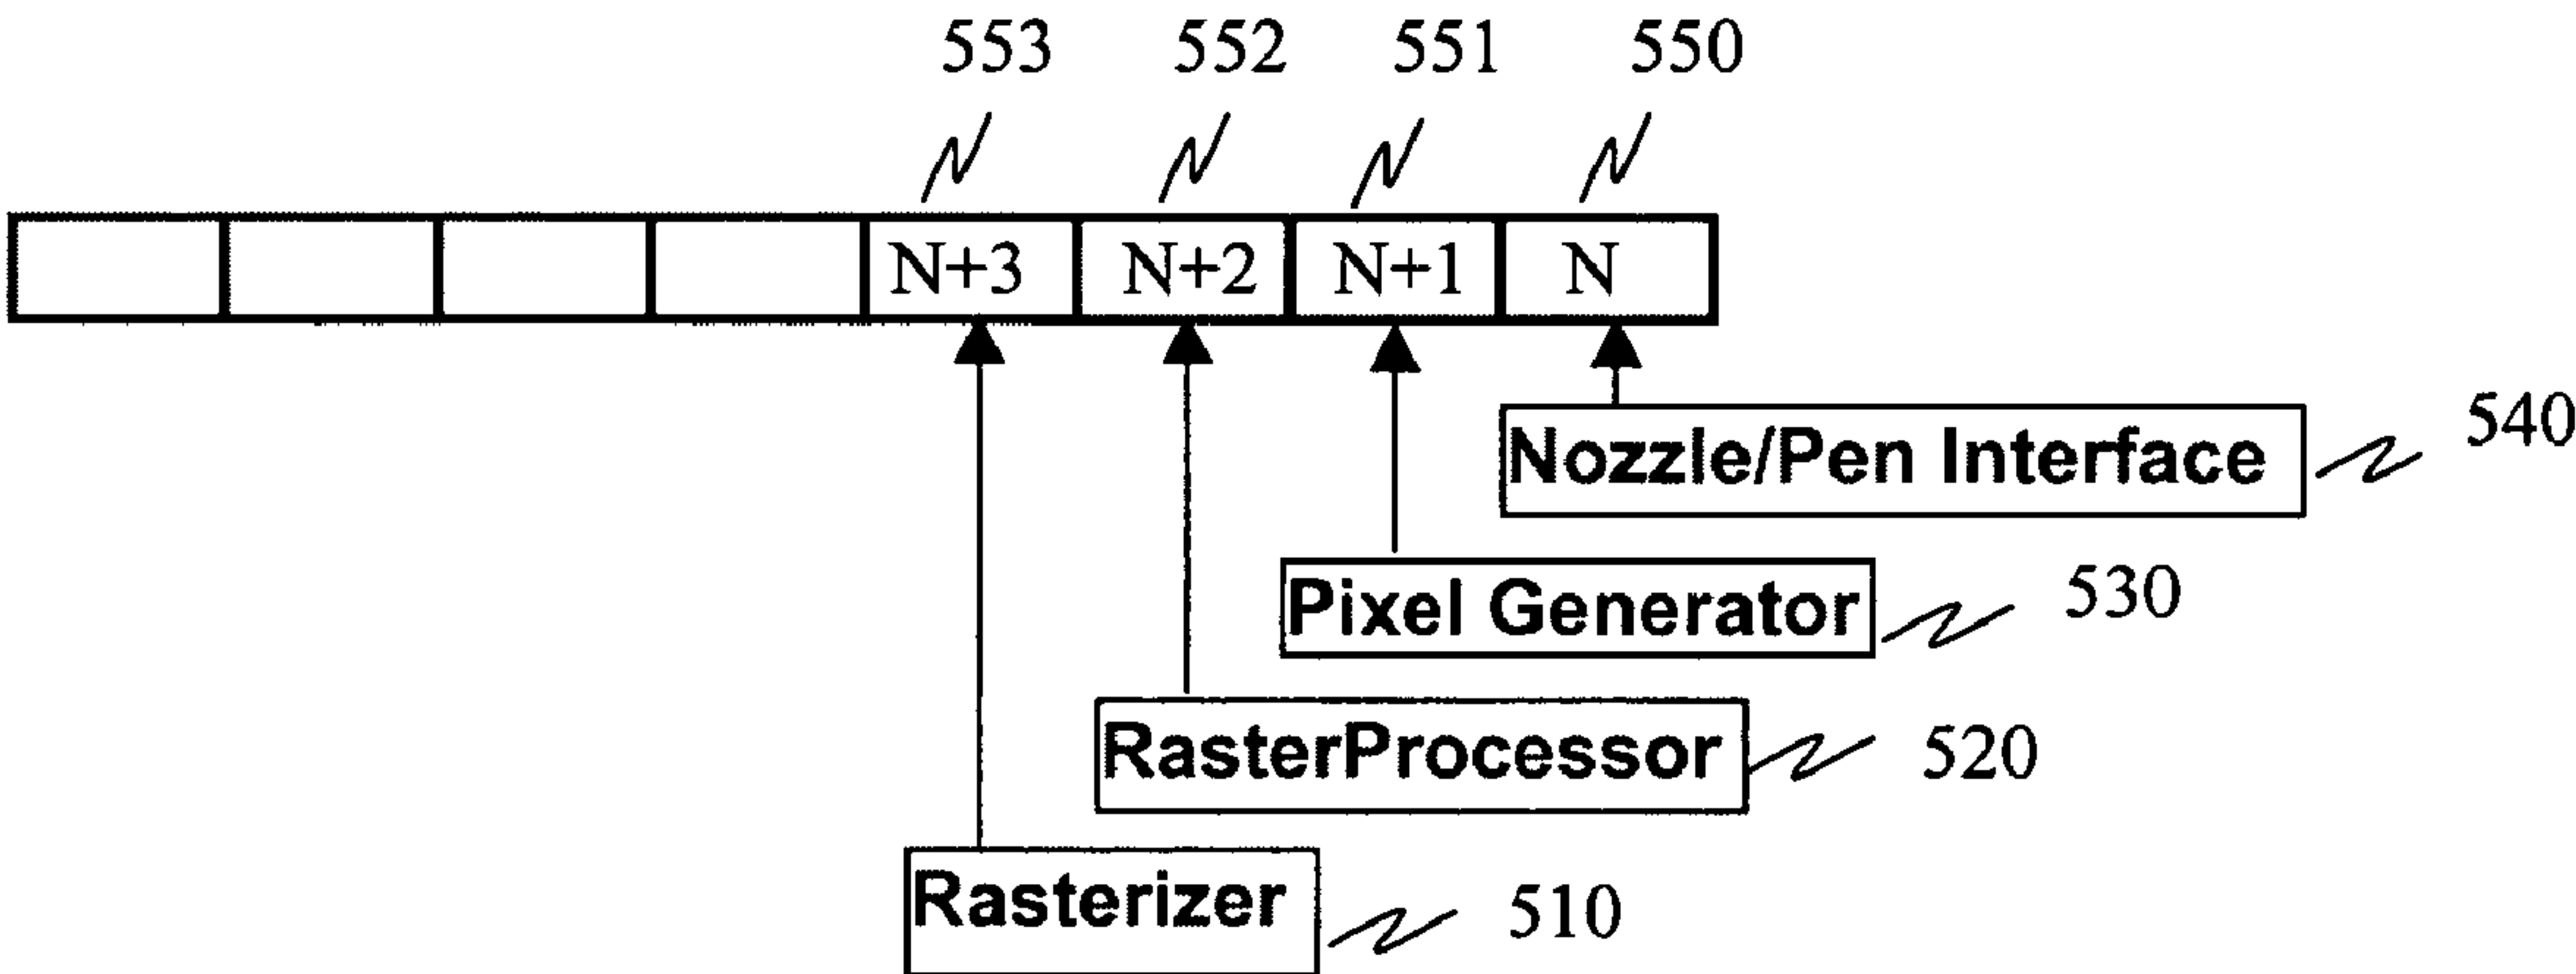 553 552 551 550
N+3 N+2 N+1 N
Nozzle/Pen Interface 540
Pixel Generator 530
RasterProcessor 520
Rasterizer 510